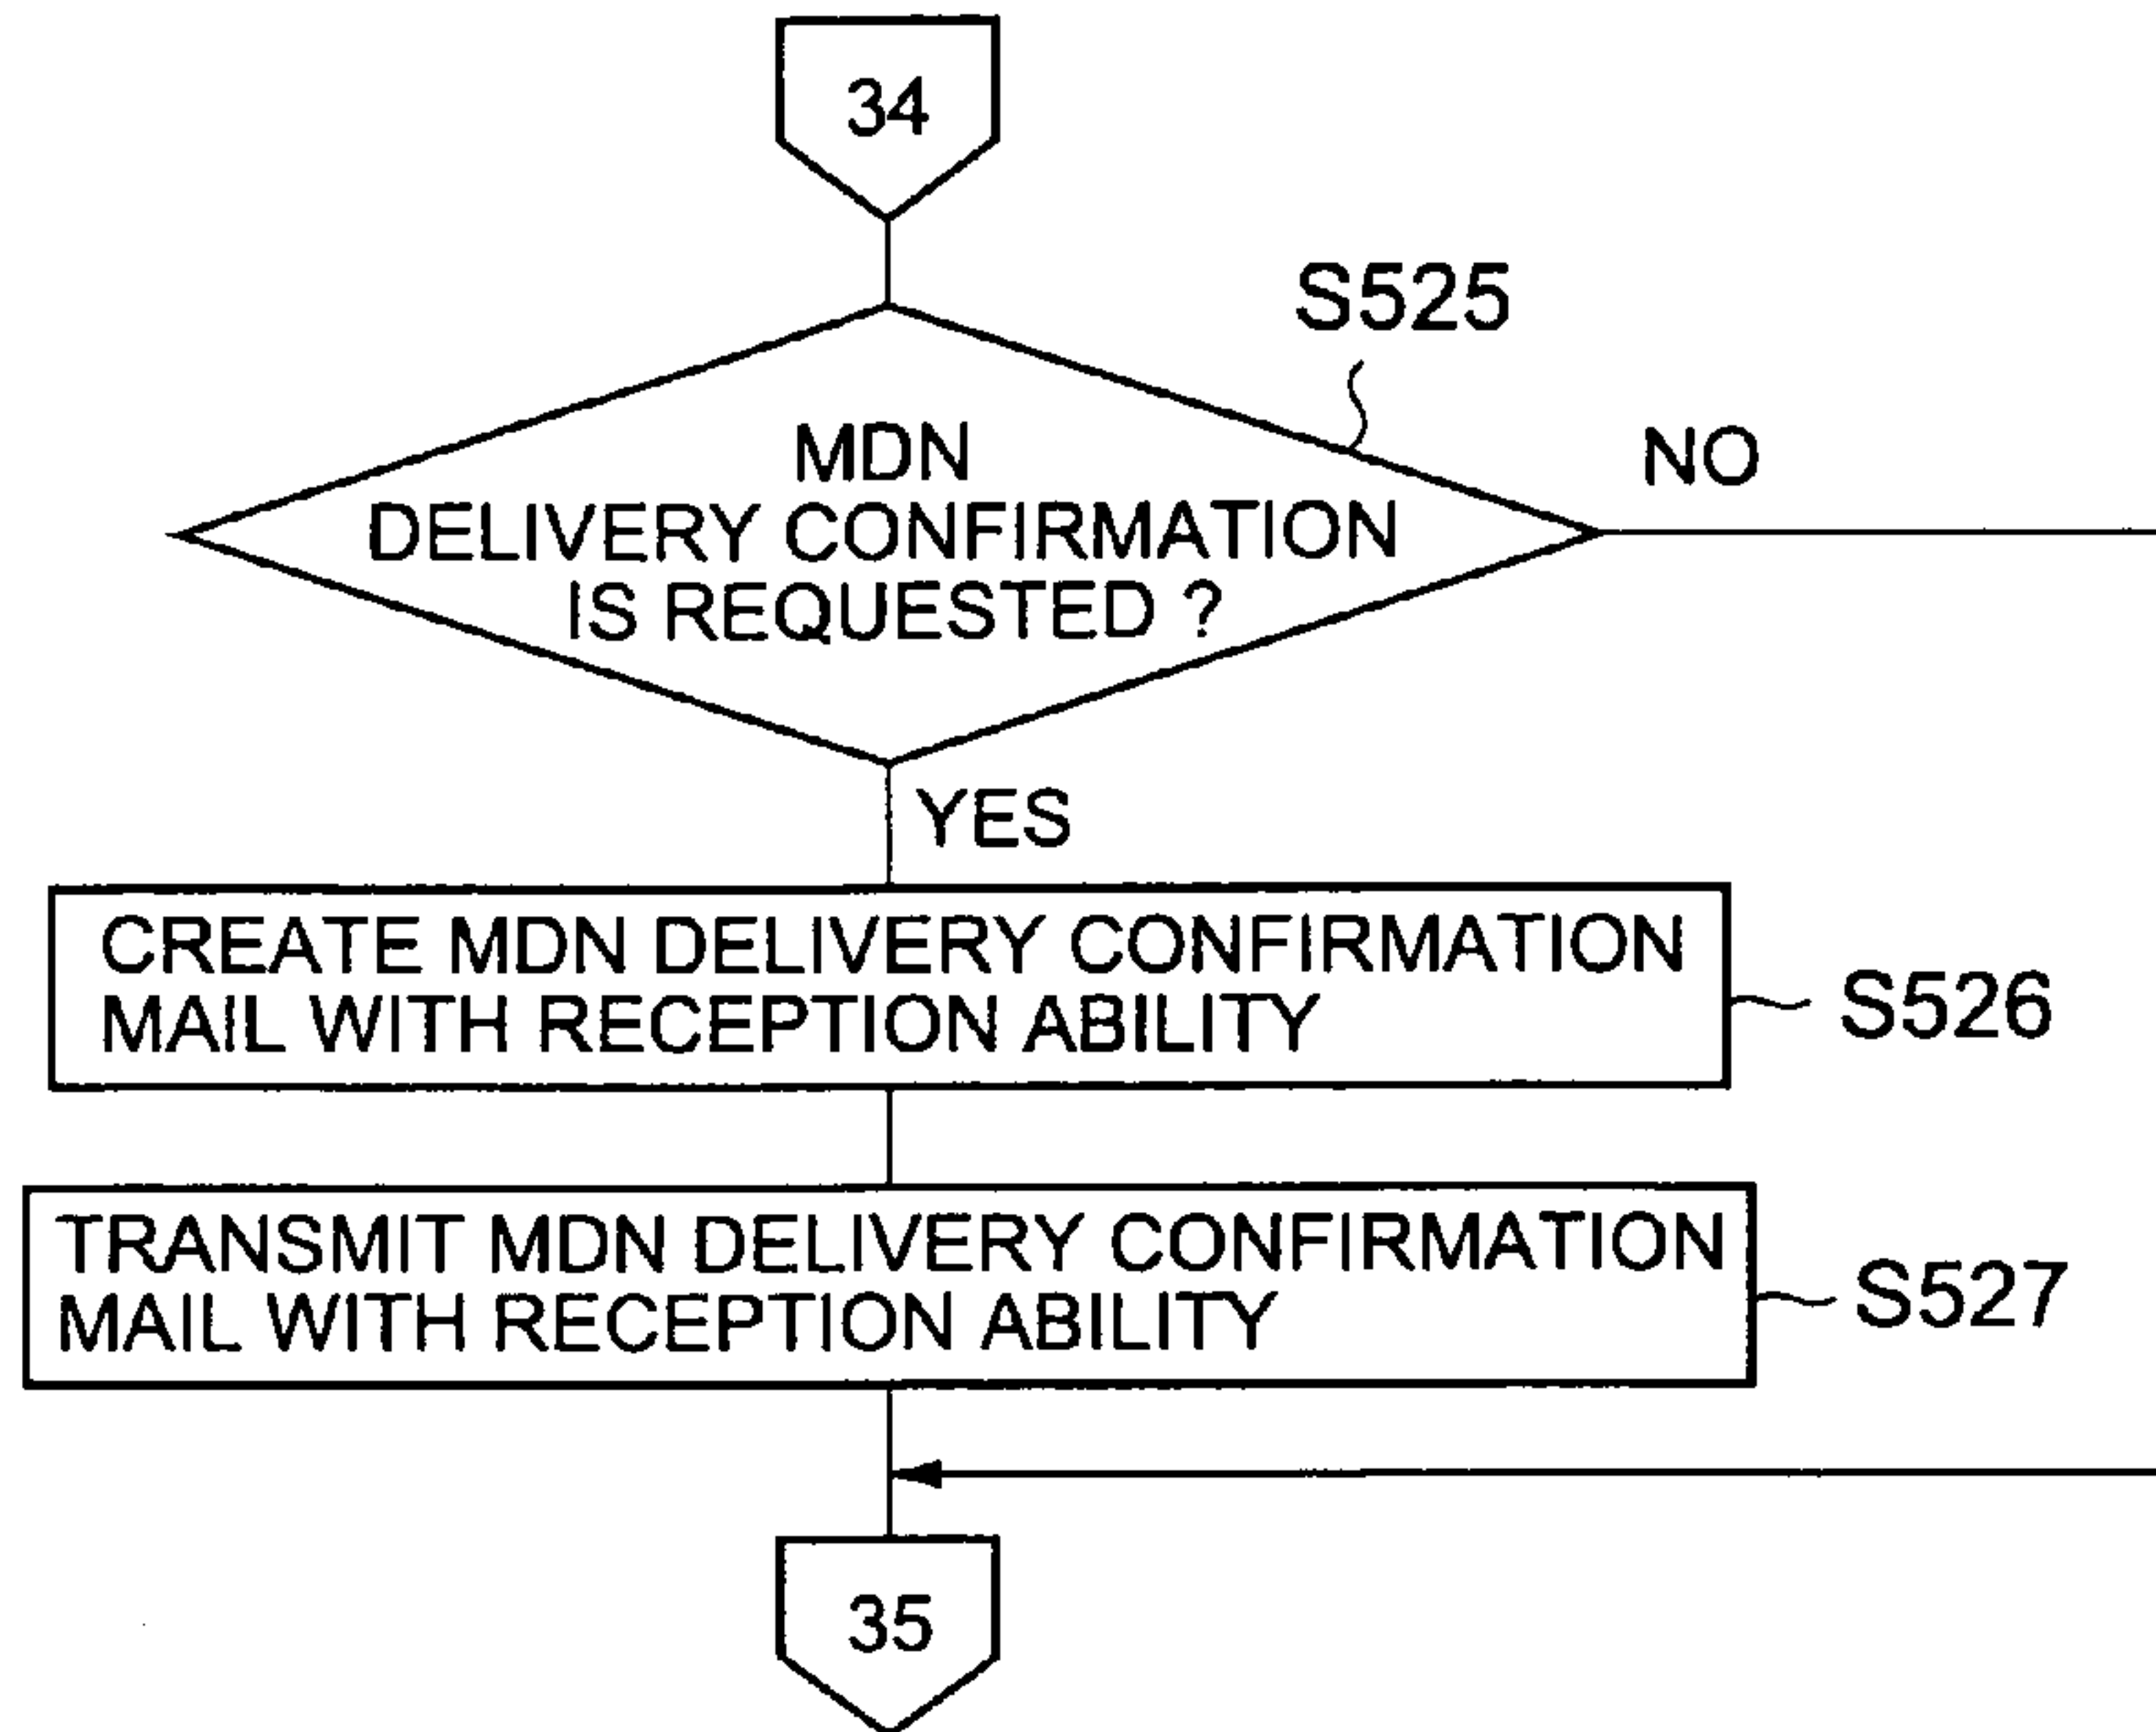 34
S525
MDN
DELIVERY CONFIRMATION
IS REQUESTED ?
NO
YES
CREATE MDN DELIVERY CONFIRMATION
MAIL WITH RECEPTION ABILITY
S526
TRANSMIT MDN DELIVERY CONFIRMATION
MAIL WITH RECEPTION ABILITY
S527
35